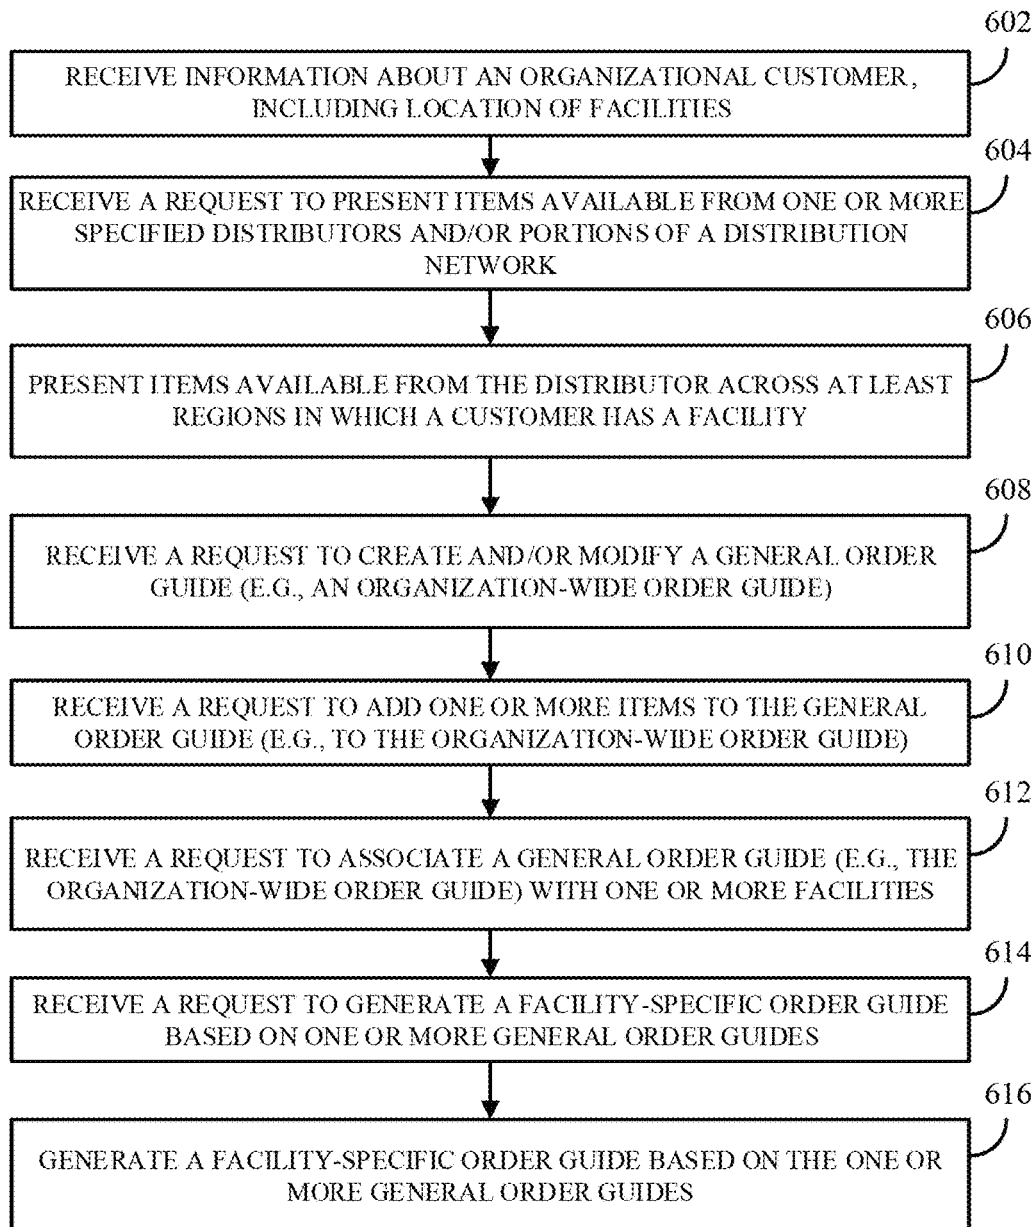 602
RECEIVE INFORMATION ABOUT AN ORGANIZATIONAL CUSTOMER,
INCLUDING LOCATION OF FACILITIES
604
RECEIVE A REQUEST TO PRESENT ITEMS AVAILABLE FROM ONE OR MORE
SPECIFIED DISTRIBUTORS AND/OR PORTIONS OF A DISTRIBUTION
NETWORK
606
PRESENT ITEMS AVAILABLE FROM THE DISTRIBUTOR ACROSS AT LEAST
REGIONS IN WHICH A CUSTOMER HAS A FACILITY
608
RECEIVE A REQUEST TO CREATE AND/OR MODIFY A GENERAL ORDER
GUIDE (E.G., AN ORGANIZATION-WIDE ORDER GUIDE)
610
RECEIVE A REQUEST TO ADD ONE OR MORE ITEMS TO THE GENERAL
ORDER GUIDE (E.G., TO THE ORGANIZATION-WIDE ORDER GUIDE)
612
RECEIVE A REQUEST TO ASSOCIATE A GENERAL ORDER GUIDE (E.G., THE
ORGANIZATION-WIDE ORDER GUIDE) WITH ONE OR MORE FACILITIES
614
RECEIVE A REQUEST TO GENERATE A FACILITY-SPECIFIC ORDER GUIDE
BASED ON ONE OR MORE GENERAL ORDER GUIDES
616
GENERATE A FACILITY-SPECIFIC ORDER GUIDE BASED ON THE ONE OR
MORE GENERAL ORDER GUIDES